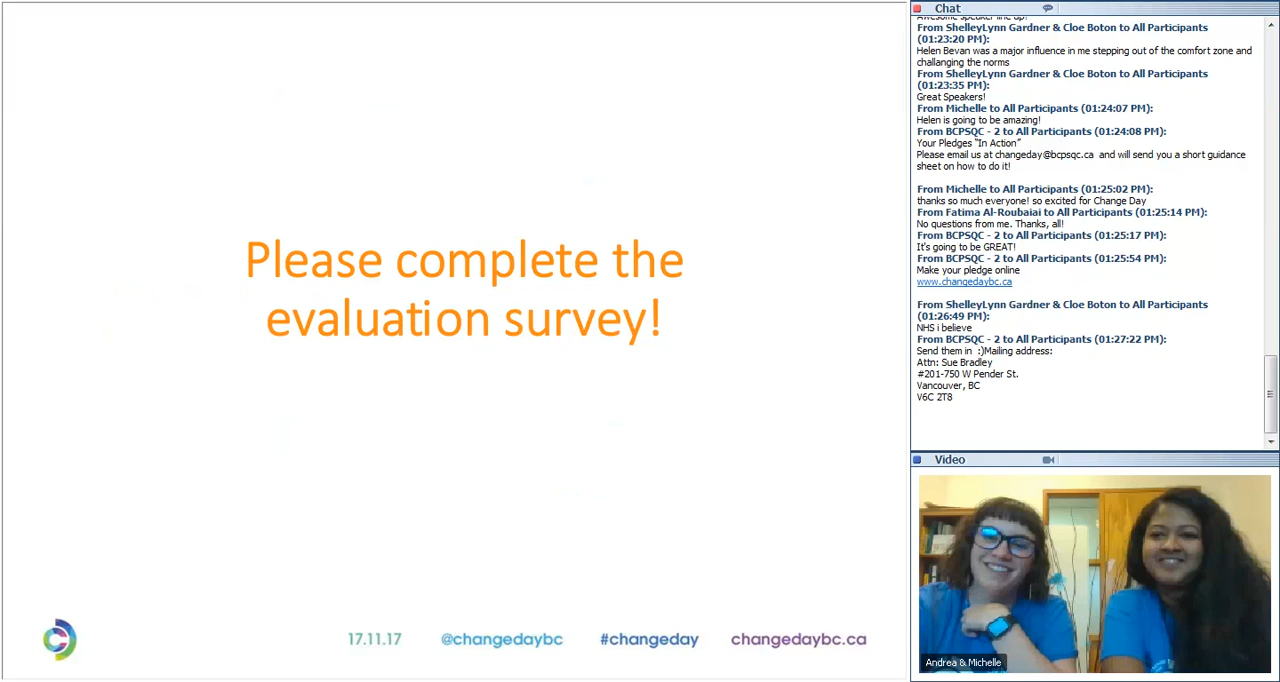 Please complete the
evaluation survey!
17.11.17
@changedaybc
#changeday
changedaybc.ca
Chat
Awesome speaker line up!
From ShelleyLynn Gardner & Cloe Boton to All Participants
(01:23:20 PM):
Helen Bevan was a major influence in me stepping out of the comfort zone and
challanging the norms
From ShelleyLynn Gardner & Cloe Boton to All Participants
(01:23:35 PM):
Great Speakers!
From Michelle to All Participants (01:24:07 PM):
Helen is going to be amazing!
From BCPSQC - 2 to All Participants (01:24:08 PM):
Your Pledges "In Action"
Please email us at changeday@bcpsqc.ca and will send you a short guidance
sheet on how to do it!
From Michelle to All Participants (01:25:02 PM):
thanks so much everyone! so excited for Change Day
From Fatima Al-Roubaiai to All Participants (01:25:14 PM):
No questions from me. Thanks, all!
From BCPSQC - 2 to All Participants (01:25:17 PM):
It's going to be GREAT!
From BCPSQC - 2 to All Participants (01:25:54 PM):
Make your pledge online
www.changedaybc.ca
From ShelleyLynn Gardner & Cloe Boton to All Participants
(01:26:49 PM):
NHS i believe
From BCPSQC - 2 to All Participants (01:27:22 PM):
Send them in :)Mailing address:
Attn: Sue Bradley
#201-750 W Pender St.
Vancouver, BC
V6C 2T8
Video
Andrea & Michelle